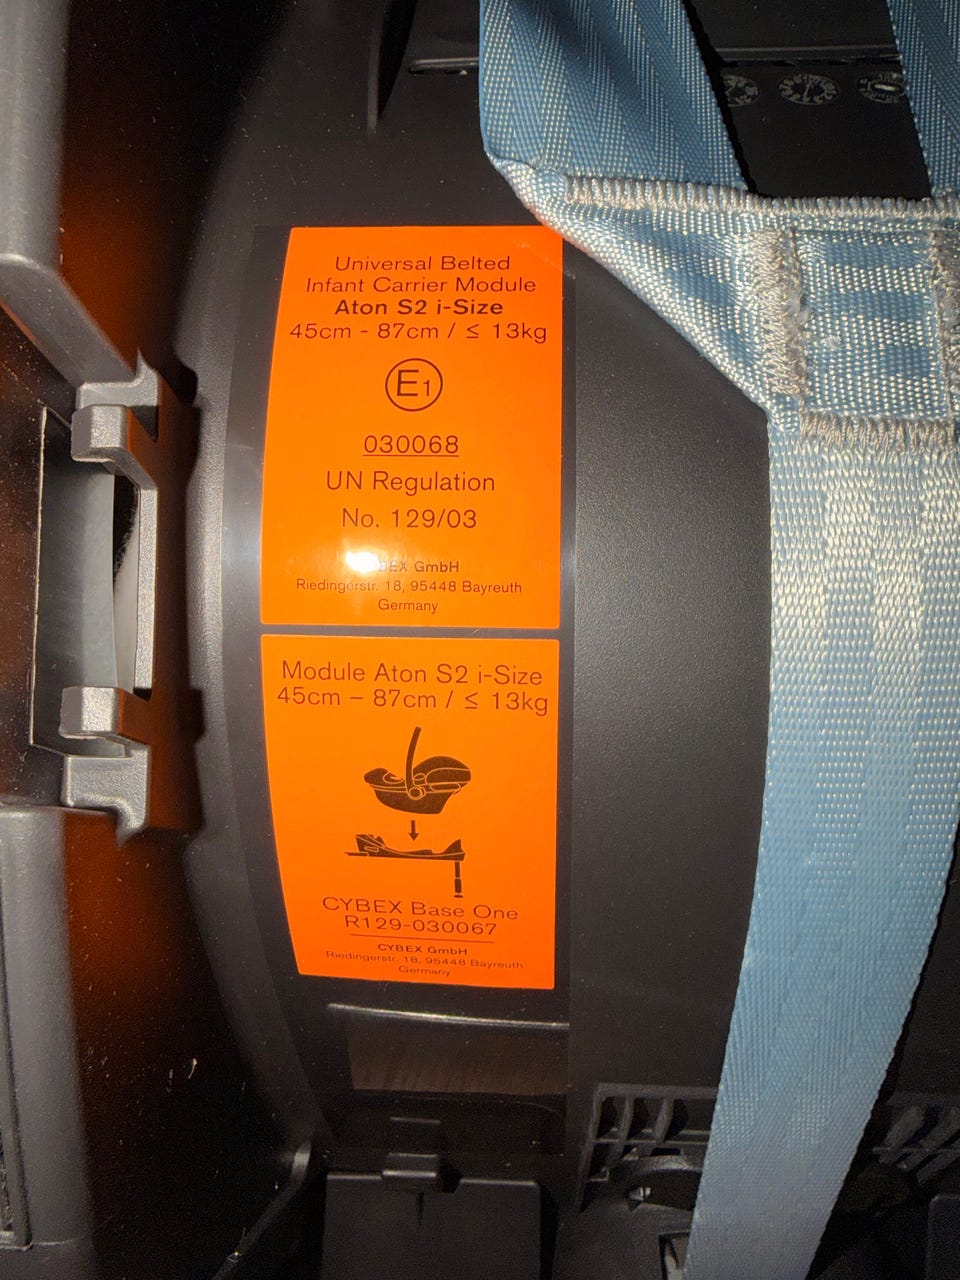 Universal Belted
Infant Carrier Module
Aton S2 i-Size
45cm - 87cm / ≤ 13kg
E1
030068
UN Regulation
No. 129/03
GmbH
Riedingerstr. 18, 95448 Bayreuth
Germany
Module Aton S2 i-Size
45cm – 87cm / ≤ 13kg
CYBEX Base One
R129-030067
CYBEX GmbH
Riedingerstr. 18, 95448 Bayreuth
Germany